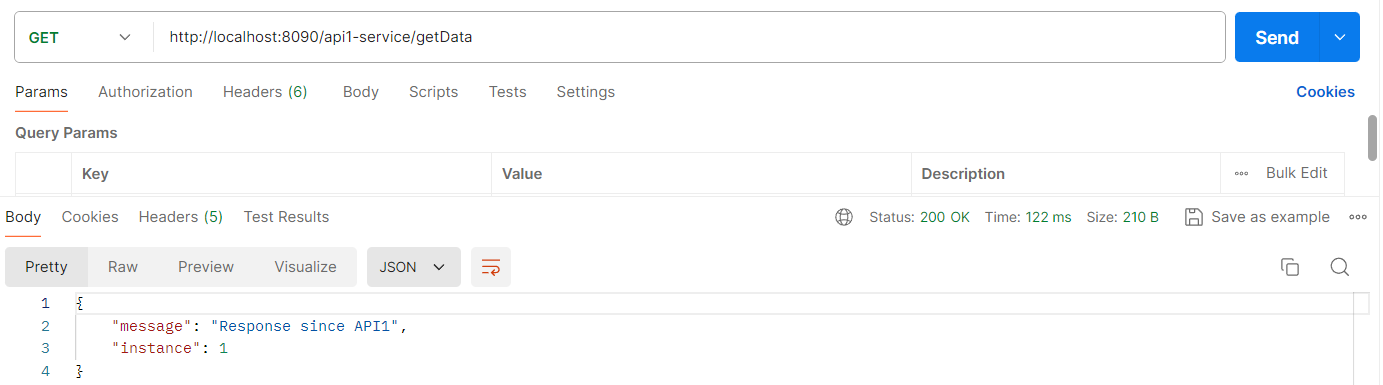 GET http://localhost:8090/api1-service/getData Send
Params Authorization Headers (6) Body Scripts Tests Settings Cookies
Query Params
Key Value Description Bulk Edit
Body Cookies Headers (5) Test Results Status: 200 OK Time: 122 ms Size: 210 B Save as example
Pretty Raw Preview Visualize JSON
1 {
2 "message": "Response since API1",
3 "instance": 1
4 }